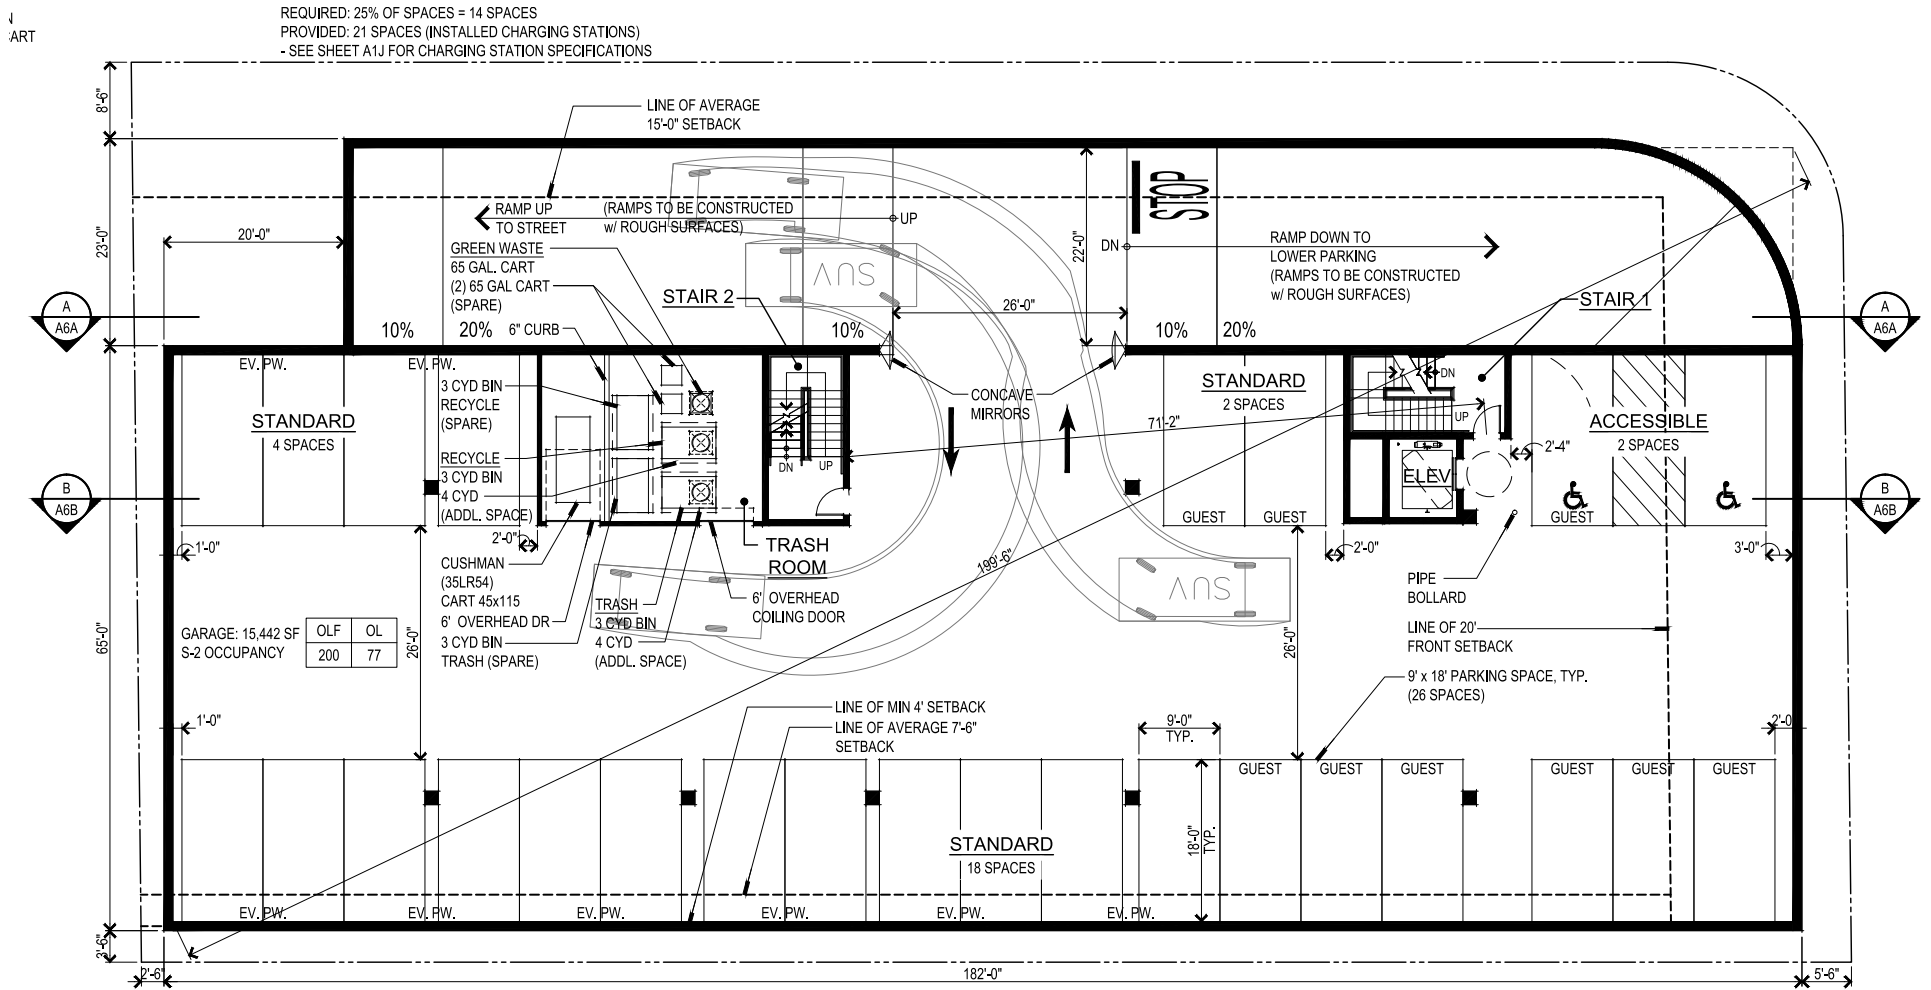 REQUIRED: 25% OF SPACES = 14 SPACES
PROVIDED: 21 SPACES (INSTALLED CHARGING STATIONS)
- SEE SHEET A1J FOR CHARGING STATION SPECIFICATIONS
ART
8'-6"
LINE OF AVERAGE
15'-0" SETBACK
23'-0"
20'-0"
RAMP UP
TO STREET
(RAMPS TO BE CONSTRUCTED
w/ ROUGH SURFACES)
UP
22'-0"
STOP
DN
RAMP DOWN TO
LOWER PARKING
(RAMPS TO BE CONSTRUCTED
w/ ROUGH SURFACES)
GREEN WASTE
65 GAL. CART
(2) 65 GAL CART
(SPARE)
SUV
STAIR 2
26'-0"
STAIR 1
A
A6A
A
A6A
10%
20%
6" CURB
10%
10%
20%
EV. PW.
EV. PW.
3 CYD BIN
RECYCLE
(SPARE)
CONCAVE
MIRRORS
STANDARD
2 SPACES
DN
UP
STANDARD
4 SPACES
71'-2"
ACCESSIBLE
2 SPACES
2'-4"
RECYCLE
3 CYD BIN
4 CYD
(ADDL. SPACE)
DN
UP
ELEV
B
A6B
B
A6B
GUEST
GUEST
GUEST
1'-0"
2'-0"
TRASH
ROOM
199'-6"
2'-0"
3'-0"
CUSHMAN
(35LR54)
CART 45x115
6' OVERHEAD DR
3 CYD BIN
TRASH (SPARE)
TRASH
3 CYD BIN
4 CYD
(ADDL. SPACE)
6' OVERHEAD
COILING DOOR
SUV
PIPE
BOLLARD
65'-0"
GARAGE: 15,442 SF
S-2 OCCUPANCY
OLF OL
200 77
26'-0"
26'-0"
LINE OF 20'
FRONT SETBACK
9' x 18' PARKING SPACE, TYP.
(26 SPACES)
1'-0"
LINE OF MIN 4' SETBACK
LINE OF AVERAGE 7'-6"
SETBACK
9'-0"
TYP.
2'-0
GUEST
GUEST
GUEST
GUEST
GUEST
GUEST
STANDARD
18 SPACES
18'-0"
TYP.
EV. PW.
EV. PW.
EV. PW.
EV. PW.
EV. PW.
EV. PW.
3'-6"
2'-6"
182'-0"
5'-6"